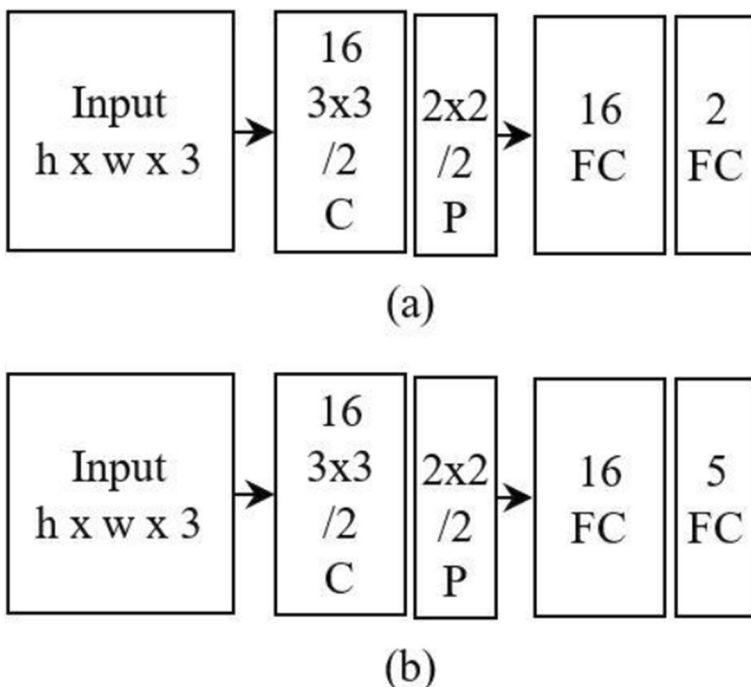 Input
h x w x 3
16
3x3
/2
C
2x2
/2
P
16
FC
2
FC
(a)
Input
h x w x 3
16
3x3
/2
C
2x2
/2
P
16
FC
5
FC
(b)